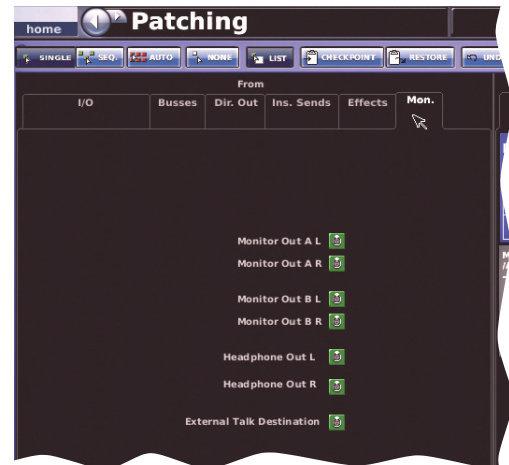 home
Patching
SINGLE SEQ. AUTO NONE LIST CHECKPOINT RESTORE
From
I/O Busses Dir. Out Ins. Sends Effects Mon.
Monitor Out A L
Monitor Out A R
Monitor Out B L
Monitor Out B R
Headphone Out L
Headphone Out R
External Talk Destination